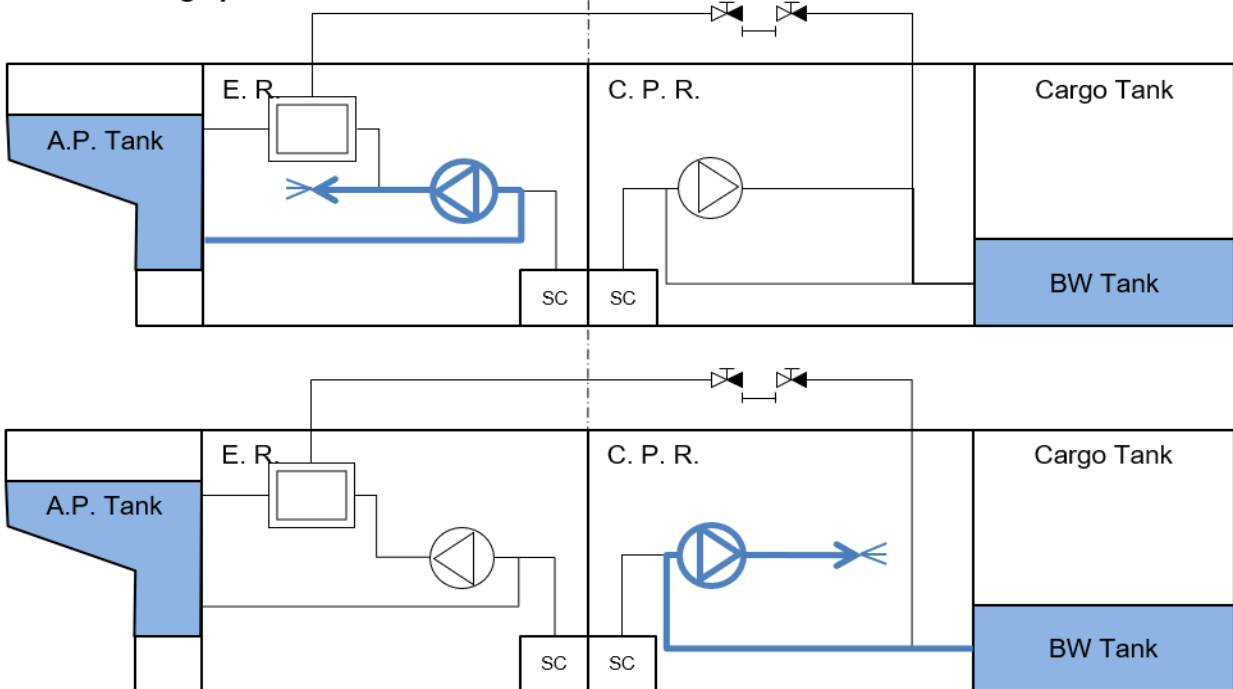 E. R.
C. P. R.
Cargo Tank
A.P. Tank
BW Tank
SC
SC
E. R.
C. P. R.
Cargo Tank
A.P. Tank
BW Tank
SC
SC